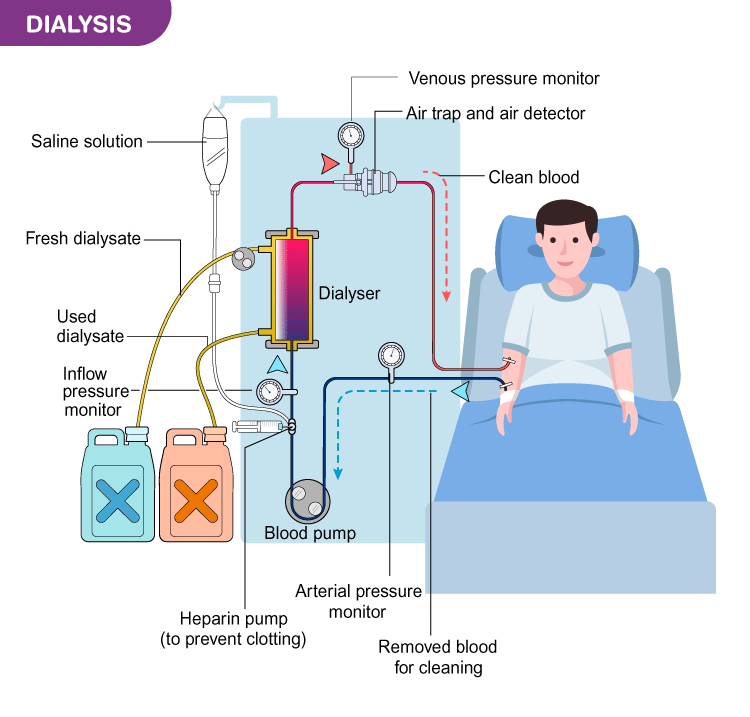 DIALYSIS
Venous pressure monitor
Air trap and air detector
Saline solution
Clean blood
Fresh dialysate
Dialyser
Used
dialysate
Inflow
pressure
monitor
Blood pump
Arterial pressure
monitor
Heparin pump
(to prevent clotting)
Removed blood
for cleaning